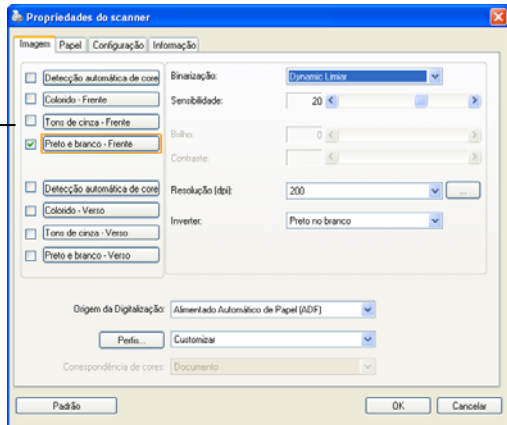 Propriedades do scanner
Imagem Papel Configuração Informação
Detecção automática de core
Colorido - Frente
Tons de cinza - Frente
Preto e branco - Frente
Detecção automática de core
Colorido - Verso
Tons de cinza - Verso
Preto e branco - Verso
Binarização: Dynamic Limiar
Sensibilidade: 20
Brilho: 0
Contraste:
Resolução (dpi): 200 ...
Inverter: Preto no branco
Origem da Digitalização: Alimentado Automático de Papel (ADF)
Perfis... Customizar
Correspondência de cores: Documento
Padrão OK Cancelar